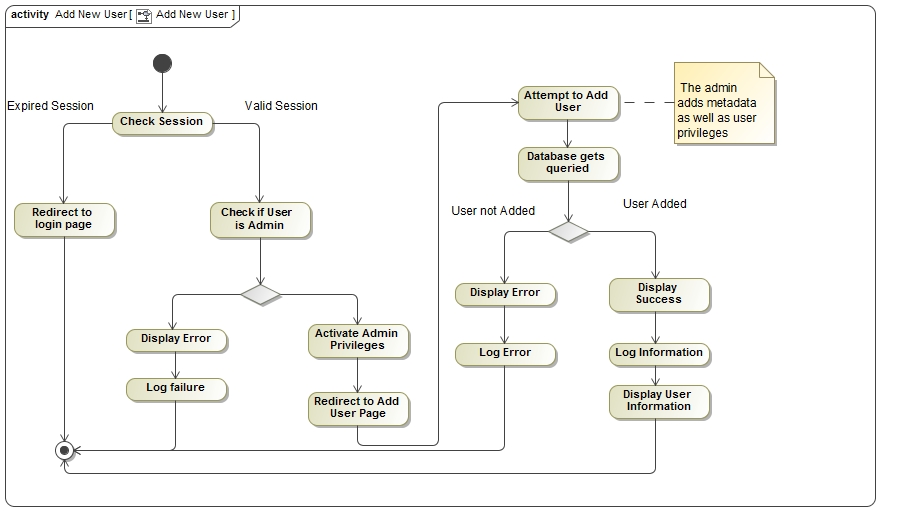 activity Add New User [ Add New User ]
Expired Session
Valid Session
Check Session
Redirect to
login page
Check if User
is Admin
Display Error
Log failure
Activate Admin
Privileges
Redirect to Add
User Page
Attempt to Add
User
The admin
adds metadata
as well as user
privileges
Database gets
queried
User not Added
User Added
Display Error
Log Error
Display
Success
Log Information
Display User
Information